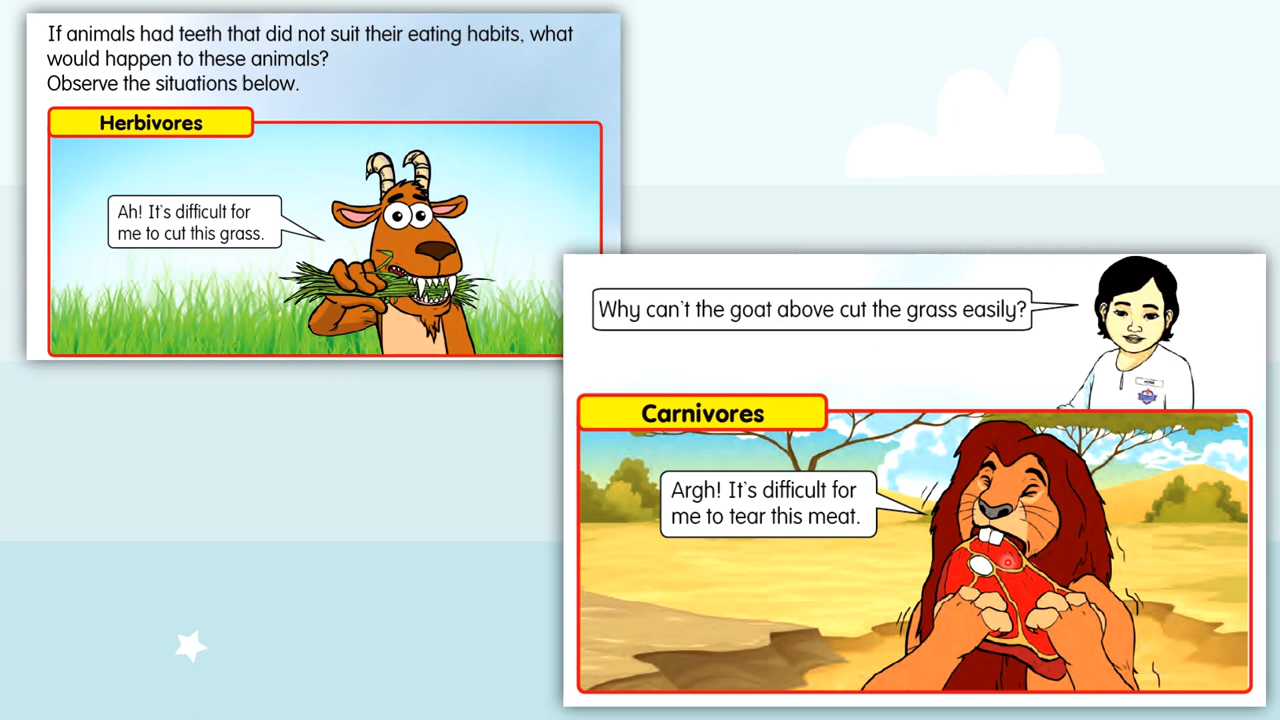 If animals had teeth that did not suit their eating habits, what
would happen to these animals?
Observe the situations below.
Herbivores
Ah! It's difficult for
me to cut this grass.
Why can't the goat above cut the grass easily?
Carnivores
Argh! It's difficult for
me to tear this meat.